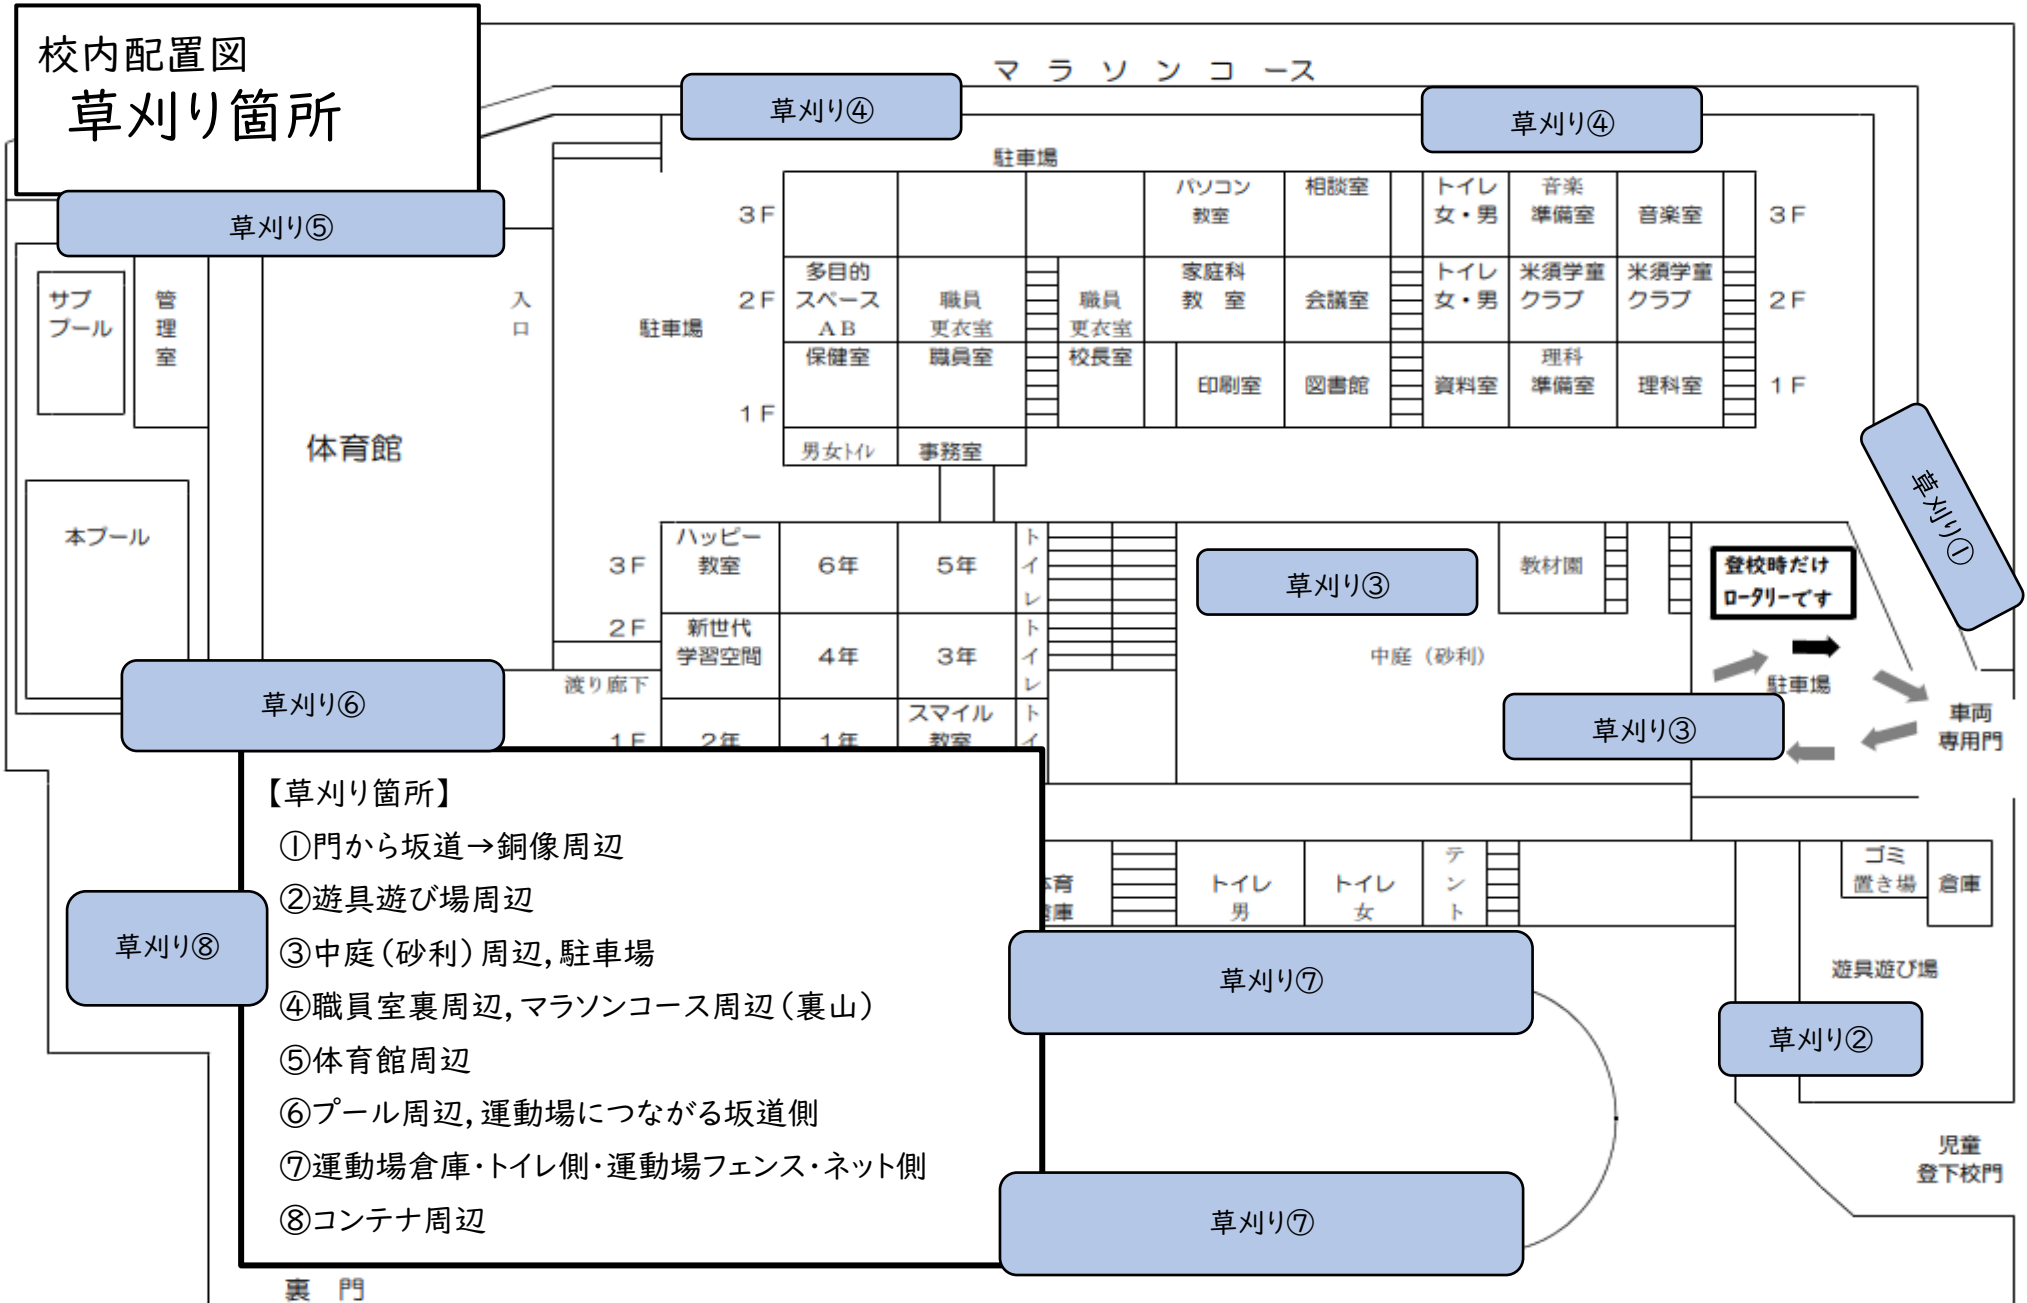 校内配置図
草刈り箇所
マラソンコース
草刈り④
草刈り④
駐車場
草刈り⑤
3F
パソコン
教室
相談室
トイレ
女・男
音楽
準備室
音楽室
3F
サブ
プール
管
理
室
入
口
駐車場
2F
多目的
スペース
AB
職員
更衣室
職員
更衣室
家庭科
教 室
会議室
トイレ
女・男
米須学童
クラブ
米須学童
クラブ
2F
1F
保健室
職員室
校長室
印刷室
図書館
資料室
理科
準備室
理科室
1F
体育館
男女トイレ
事務室
草刈り①
本プール
3F
ハッピー
教室
6年
5年
トイレ
草刈り③
教材園
登校時だけ
ロータリーです
2F
新世代
学習空間
4年
3年
トイレ
中庭(砂利)
駐車場
渡り廊下
草刈り⑥
草刈り③
車両
専用門
1F
2年
1年
スマイル
教室
トイ
【草刈り箇所】
①門から坂道→銅像周辺
②遊具遊び場周辺
③中庭(砂利)周辺,駐車場
④職員室裏周辺,マラソンコース周辺(裏山)
⑤体育館周辺
⑥プール周辺,運動場につながる坂道側
⑦運動場倉庫・トイレ側・運動場フェンス・ネット側
⑧コンテナ周辺
育
庫
トイレ
男
トイレ
女
テント
ゴミ
置き場
倉庫
草刈り⑧
草刈り⑦
遊具遊び場
草刈り②
児童
登下校門
草刈り⑦
裏 門